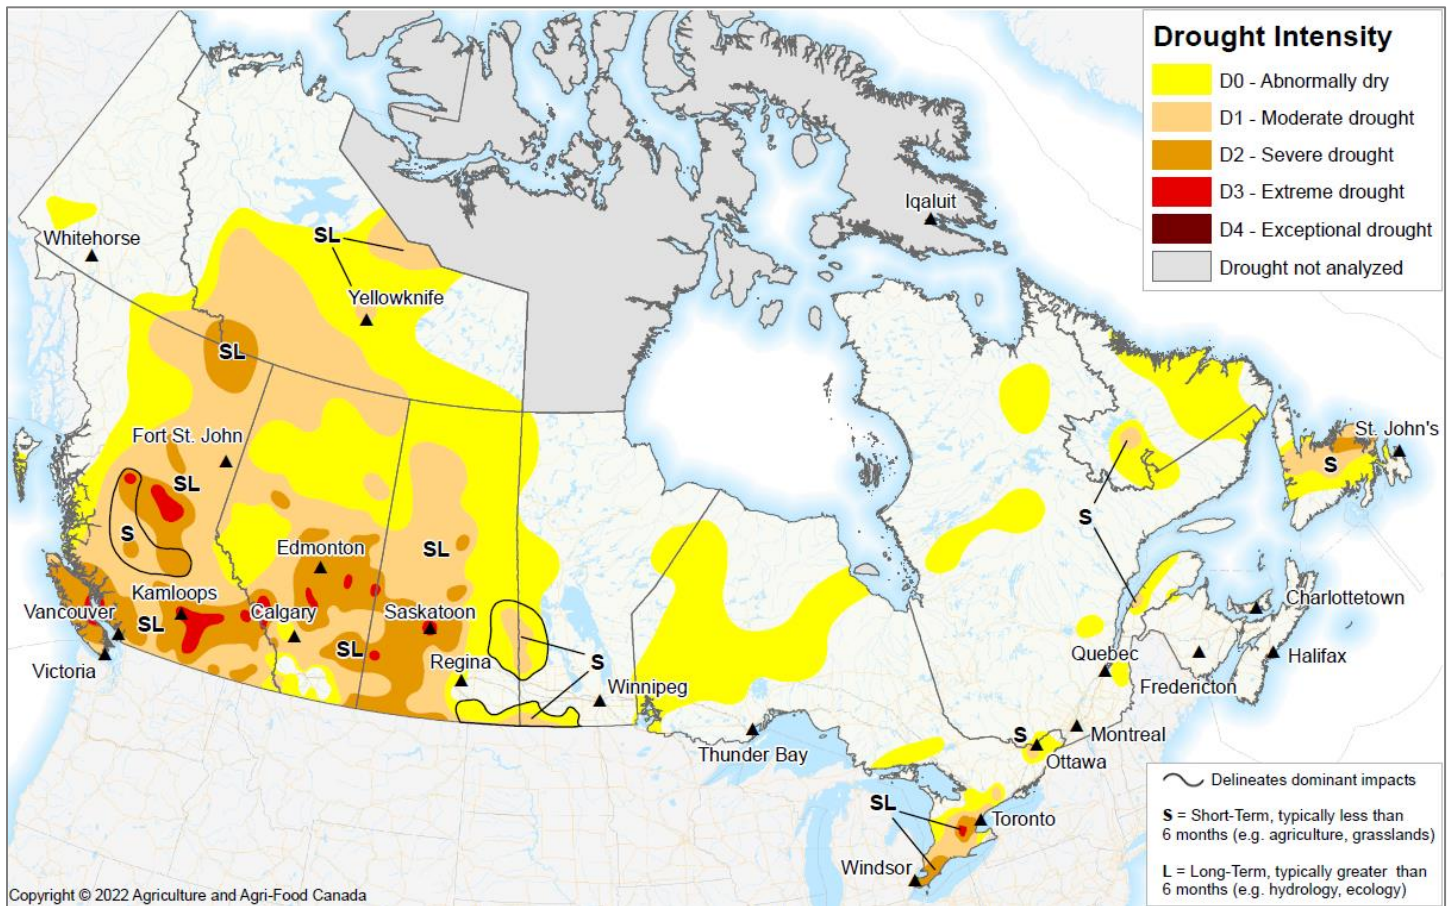 Drought Intensity
D0 - Abnormally dry
D1 - Moderate drought
D2 - Severe drought
D3 - Extreme drought
D4 - Exceptional drought
Drought not analyzed
Iqaluit
Whitehorse
SL
Yellowknife
SL
Fort St. John
SL
S
St. John's
S
S
Edmonton
SL
Kamloops
Vancouver
SL
Calgary
Saskatoon
Charlottetown
Victoria
SL
Regina
S
Winnipeg
Quebec
Halifax
Fredericton
Thunder Bay
S
Montreal
Ottawa
SL
Toronto
Windsor
Delineates dominant impacts
S = Short-Term, typically less than
6 months (e.g. agriculture, grasslands)
L = Long-Term, typically greater than
6 months (e.g. hydrology, ecology)
Copyright © 2022 Agriculture and Agri-Food Canada